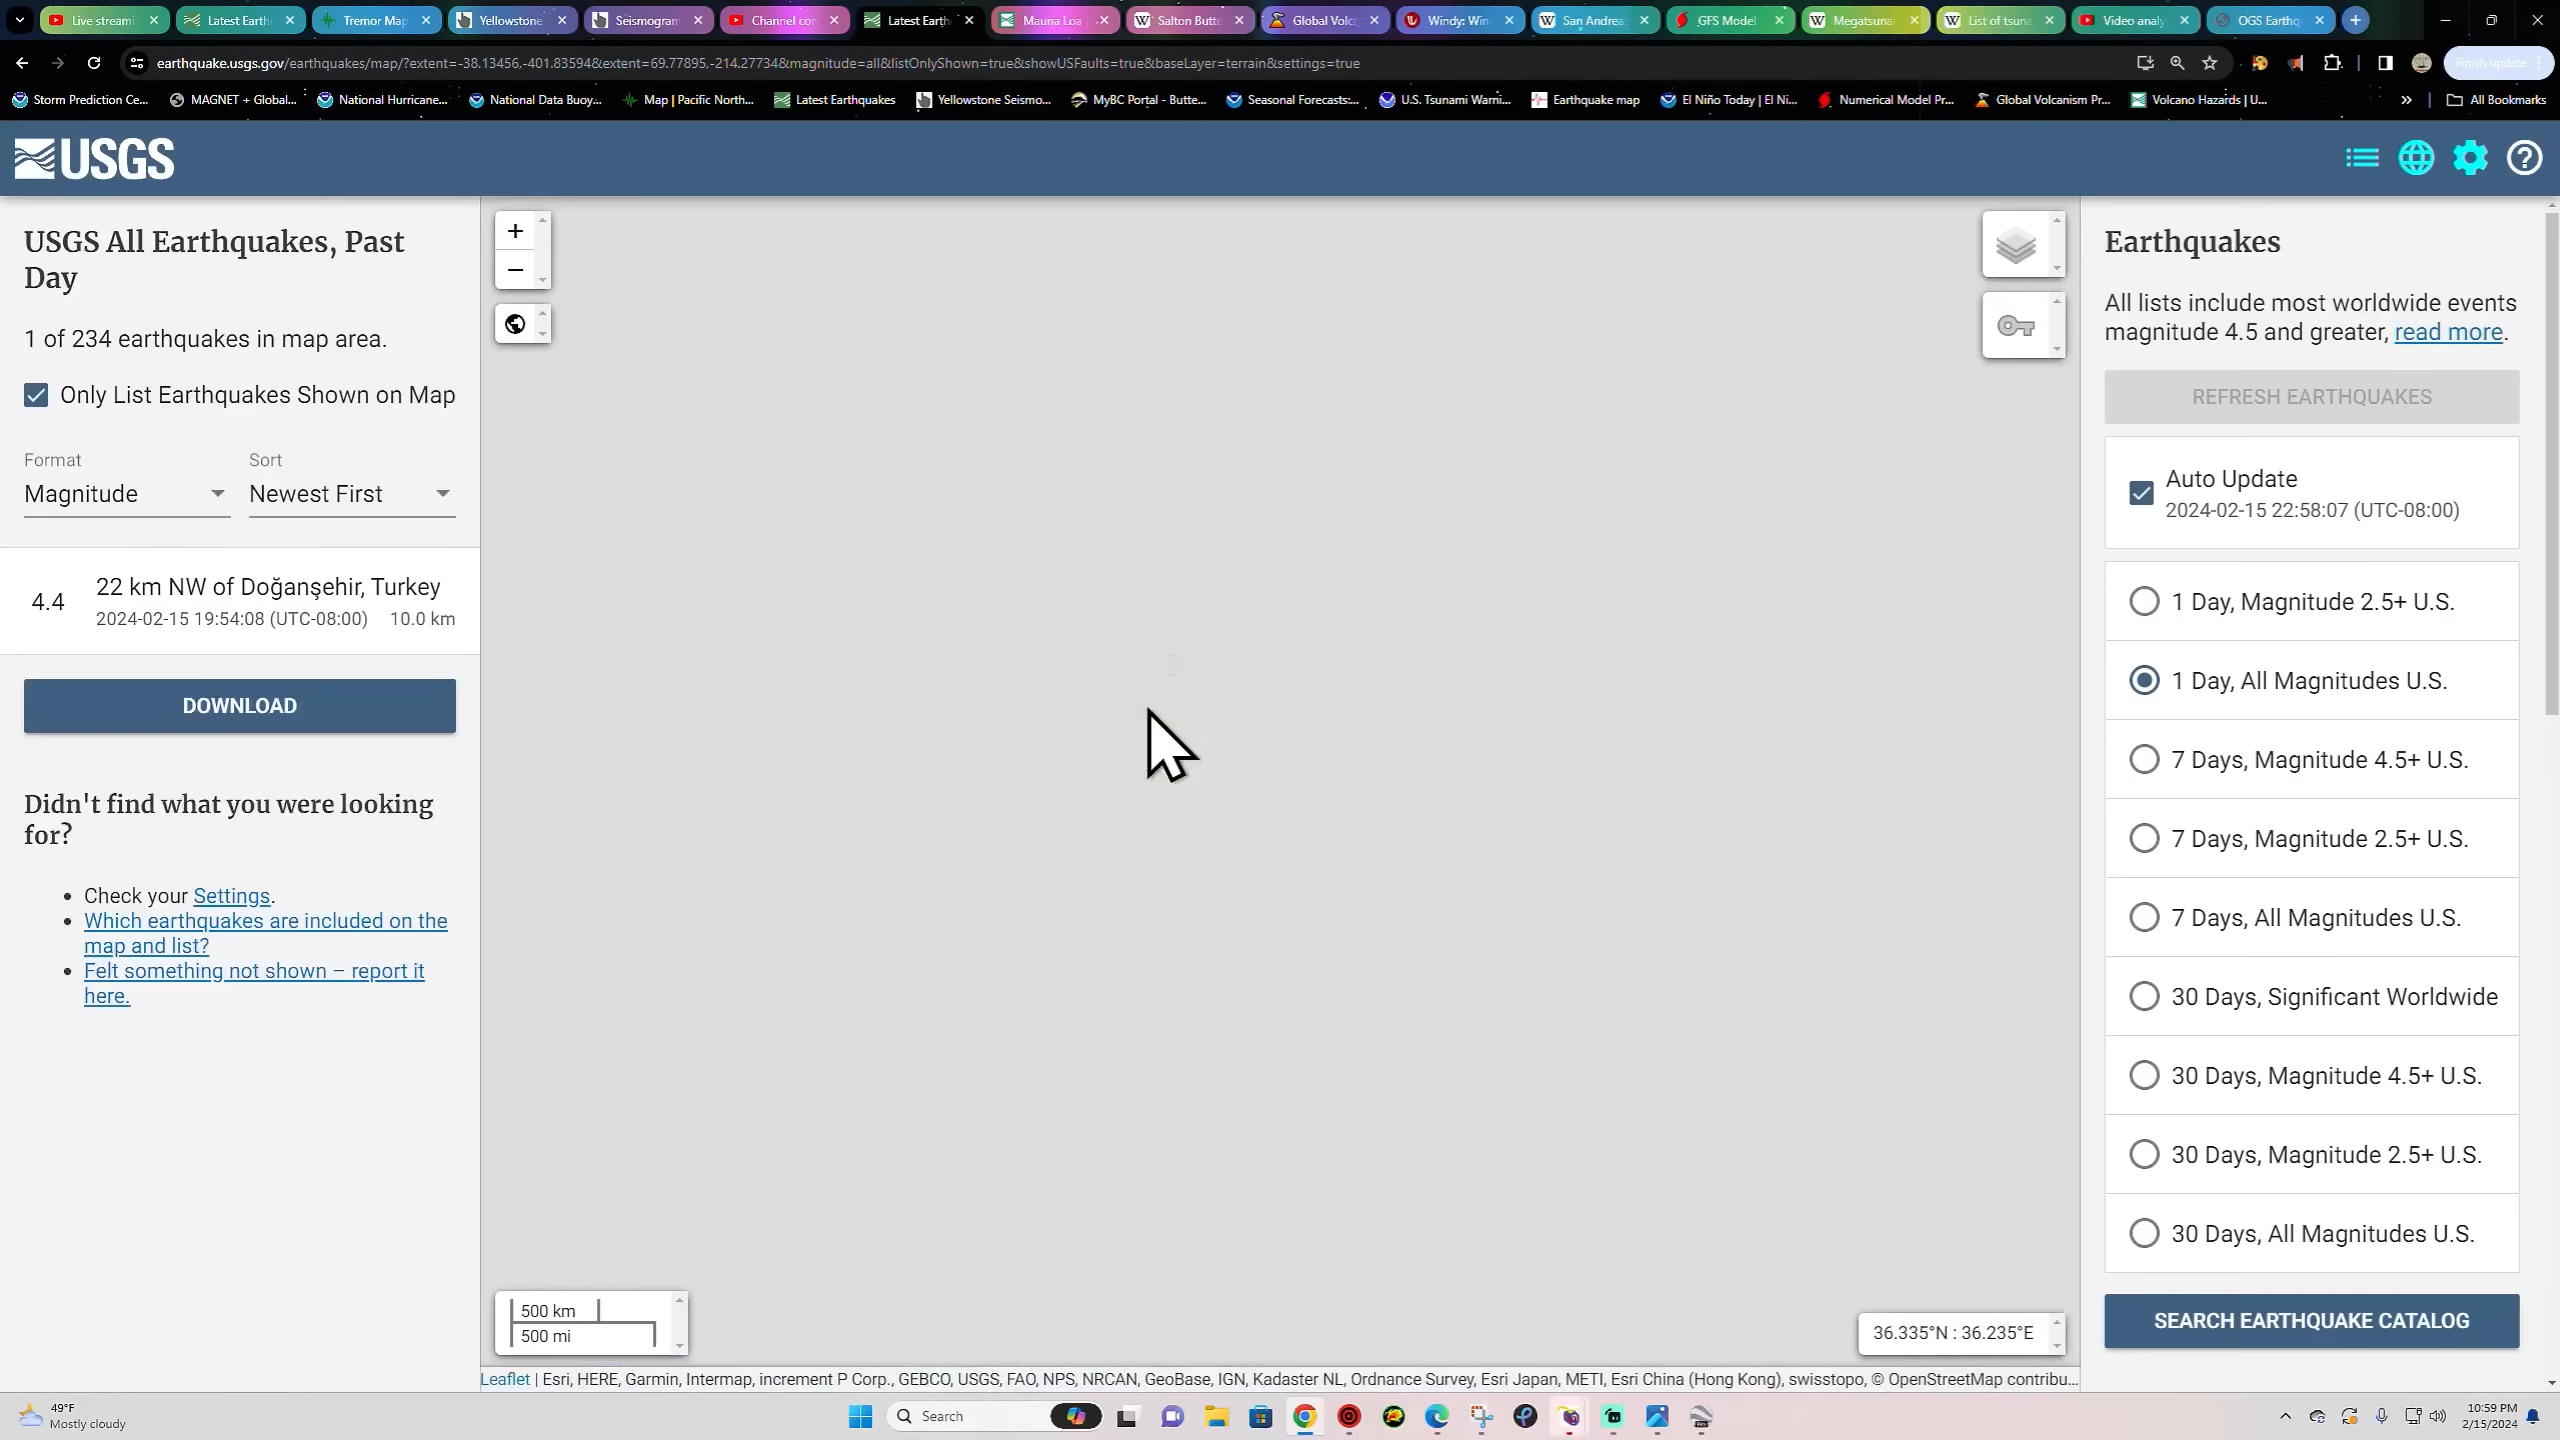 Live streami
Latest Earth
Tremor Map
Yellowstone
Seismogram
Channel con
Latest Earth
Mauna Loa
Salton Butte
Global Volc
Windy: Win
San Andrea
GFS Model
Megatsuna
List of tsuna
Video analy
OGS Earthq
earthquake.usgs.gov/earthquakes/map/?extent=-38.13456,-401.83594&extent=69.77895,-214.27734&magnitude=all&listOnlyShown=true&showUSFaults=true&baseLayer=terrain&settings=true
Finish update
Storm Prediction Ce...
MAGNET + Global...
National Hurricane...
National Data Buoy...
Map | Pacific North...
Latest Earthquakes
Yellowstone Seismo...
MyBC Portal - Butte...
Seasonal Forecasts:...
U.S. Tsunami Warni...
Earthquake map
El Niño Today | El Ni...
Numerical Model Pr...
Global Volcanism Pr...
Volcano Hazards | U...
All Bookmarks
USGS
USGS All Earthquakes, Past
Day
1 of 234 earthquakes in map area.
Only List Earthquakes Shown on Map
Format
Sort
Magnitude
Newest First
4.4
22 km NW of Doğanşehir, Turkey
2024-02-15 19:54:08 (UTC-08:00) 10.0 km
DOWNLOAD
Didn't find what you were looking
for?
Check your Settings.
Which earthquakes are included on the
map and list?
Felt something not shown – report it
here.
+
−
500 km
500 mi
36.335°N : 36.235°E
Leaflet | Esri, HERE, Garmin, Intermap, increment P Corp., GEBCO, USGS, FAO, NPS, NRCAN, GeoBase, IGN, Kadaster NL, Ordnance Survey, Esri Japan, METI, Esri China (Hong Kong), swisstopo, © OpenStreetMap contribu...
Earthquakes
All lists include most worldwide events
magnitude 4.5 and greater, read more.
REFRESH EARTHQUAKES
Auto Update
2024-02-15 22:58:07 (UTC-08:00)
1 Day, Magnitude 2.5+ U.S.
1 Day, All Magnitudes U.S.
7 Days, Magnitude 4.5+ U.S.
7 Days, Magnitude 2.5+ U.S.
7 Days, All Magnitudes U.S.
30 Days, Significant Worldwide
30 Days, Magnitude 4.5+ U.S.
30 Days, Magnitude 2.5+ U.S.
30 Days, All Magnitudes U.S.
SEARCH EARTHQUAKE CATALOG
49°F
Mostly cloudy
Search
10:59 PM
2/15/2024